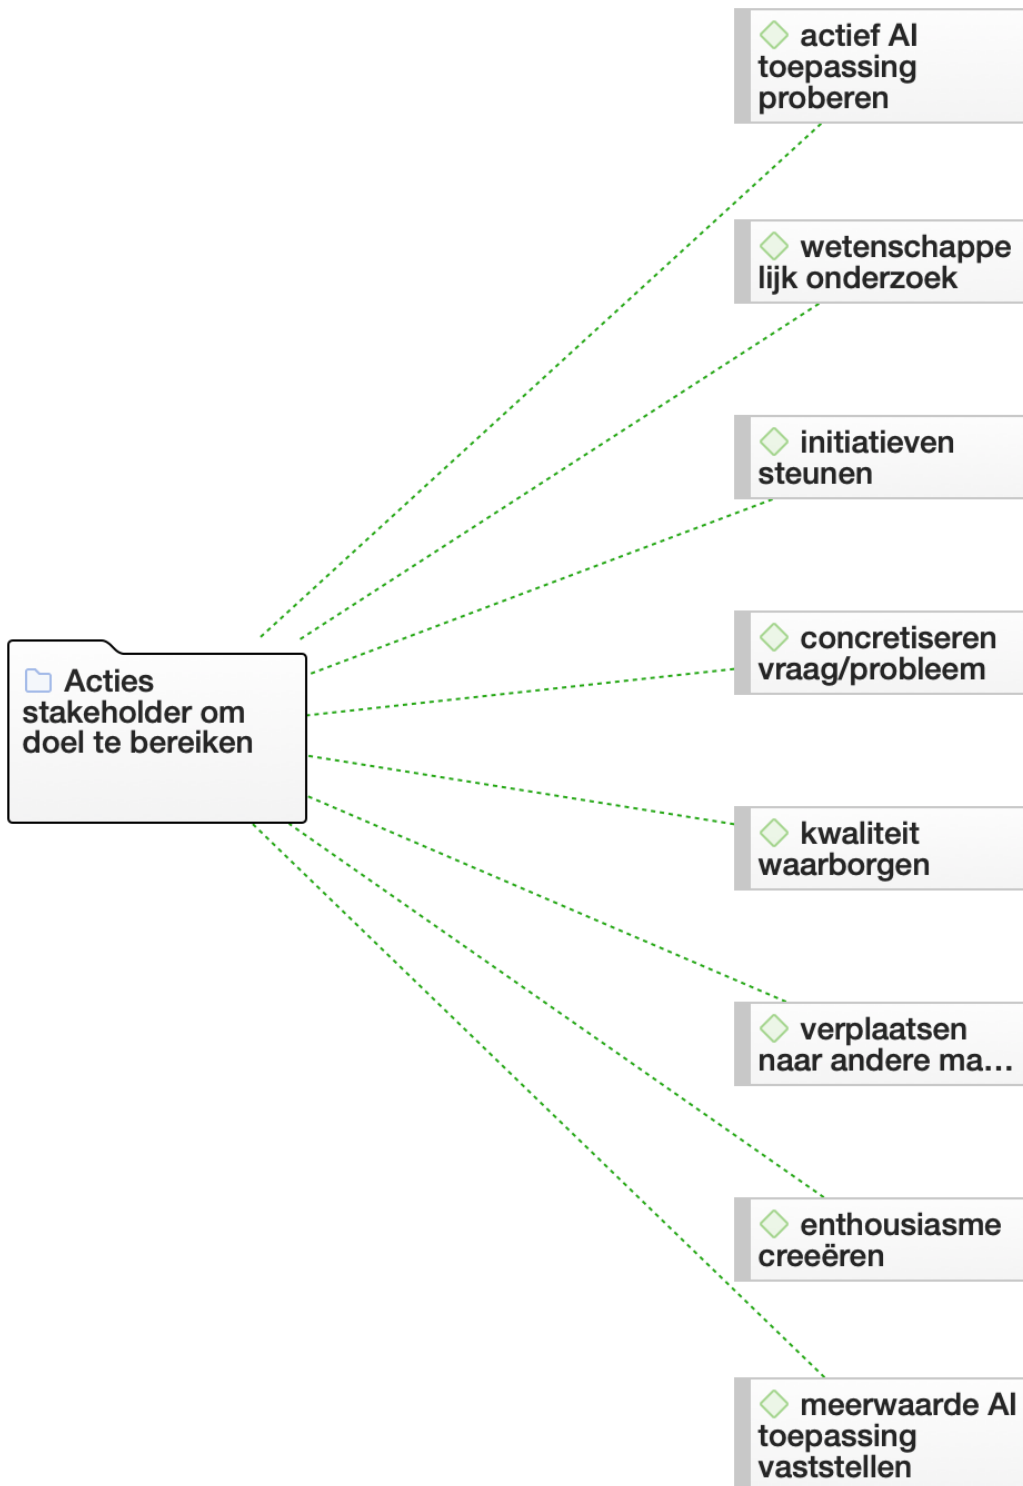 actief AI
toepassing
proberen
wetenschappe
lijk onderzoek
initiatieven
steunen
Acties
stakeholder om
doel te bereiken
concretiseren
vraag/probleem
kwaliteit
waarborgen
verplaatsen
naar andere ma...
enthousiasme
creeëren
meerwaarde AI
toepassing
vaststellen